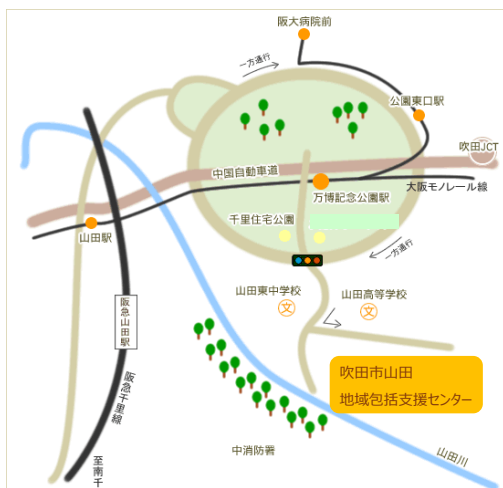 阪大病院前
一方通行
公園東口駅
吹田JCT
中国自動車道
大阪モノレール線
万博記念公園駅
千里住宅公園
山田駅
一方通行
山田東中学校
山田高等学校
文
文
阪急山田駅
吹田市山田
地域包括支援センター
阪急千里線
中消防署
山田川
至南千